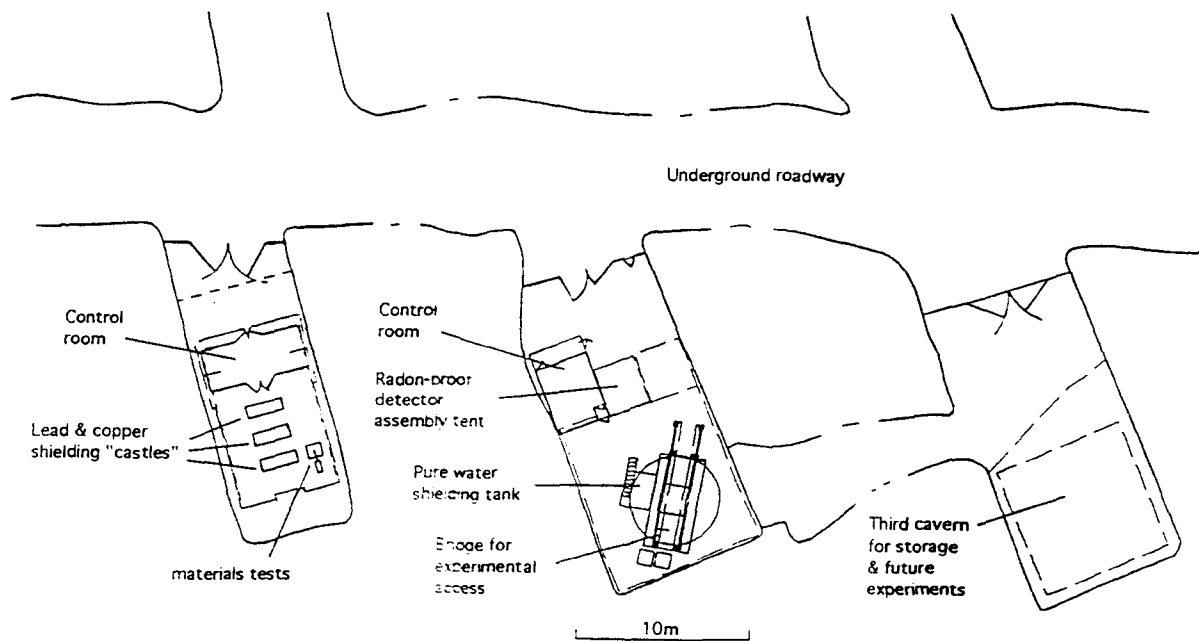 Underground roadway
Control
room
Lead & copper
shielding "castles"
materials tests
Control
room
Radon-proof
detector
assembly tent
Pure water
shielding tank
Bridge for
experimental
access
Third cavern
for storage
& future
experiments
10m